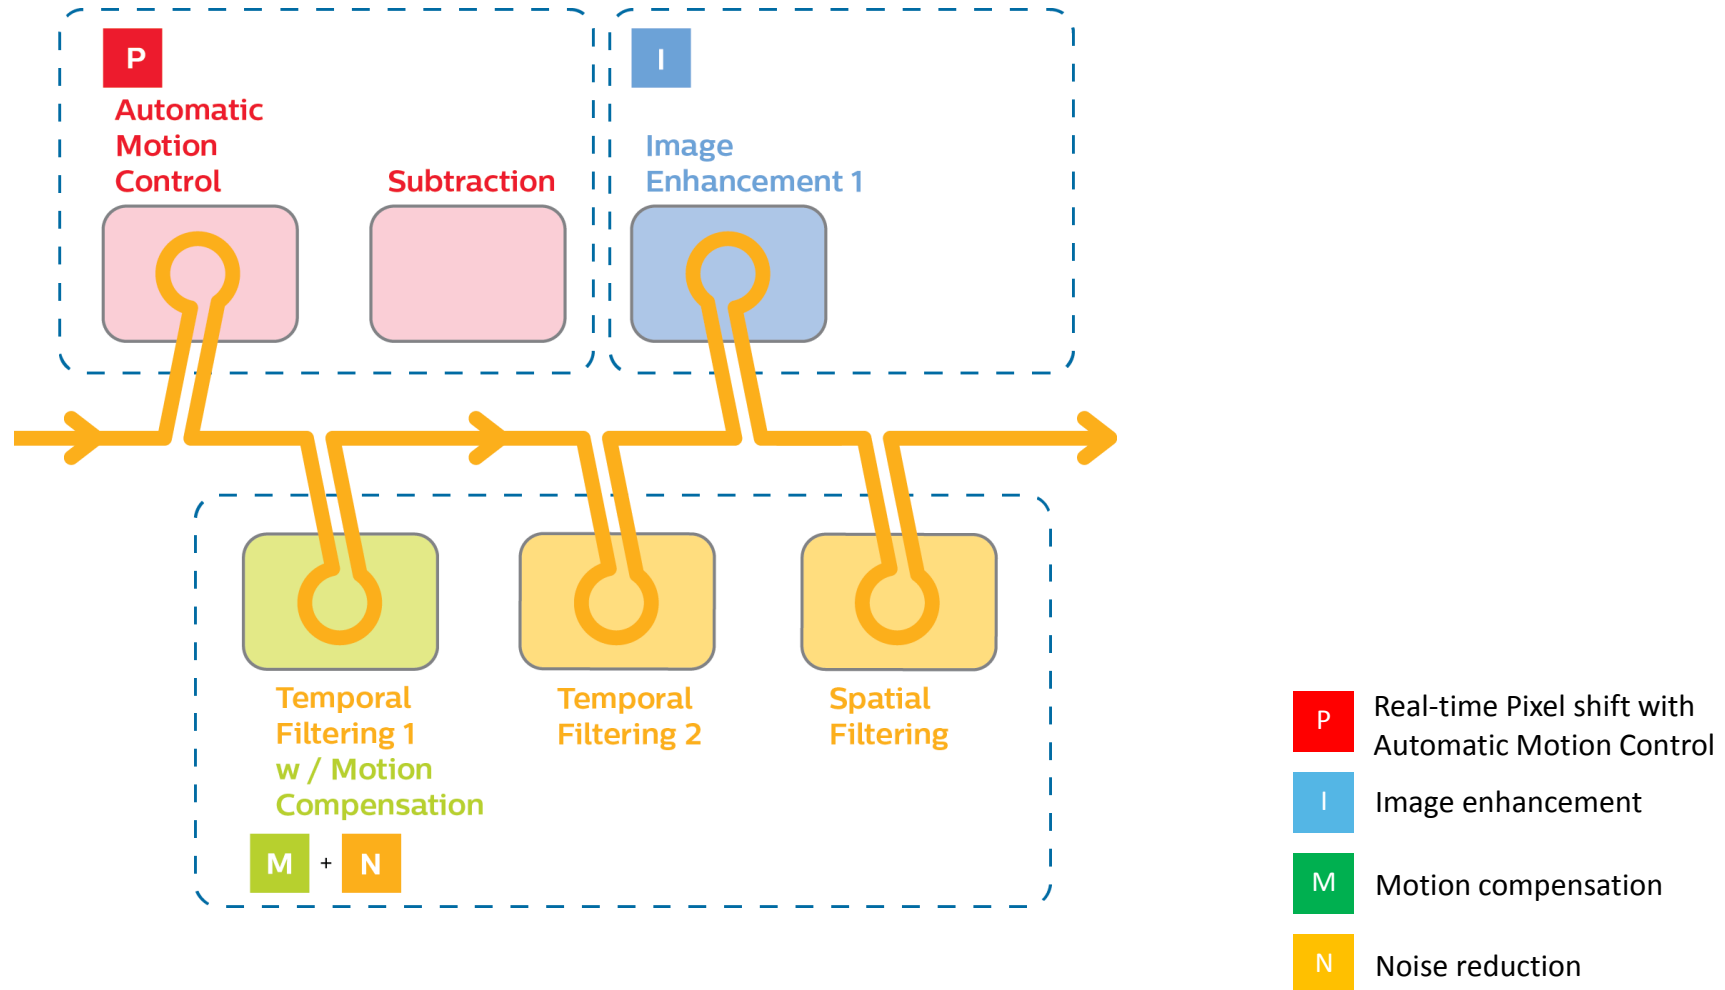 P
Automatic
Motion
Control
Subtraction
I
Image
Enhancement 1
Temporal
Filtering 1
w / Motion
Compensation
M + N
Temporal
Filtering 2
Spatial
Filtering
P
Real-time Pixel shift with
Automatic Motion Control
I
Image enhancement
M
Motion compensation
N
Noise reduction